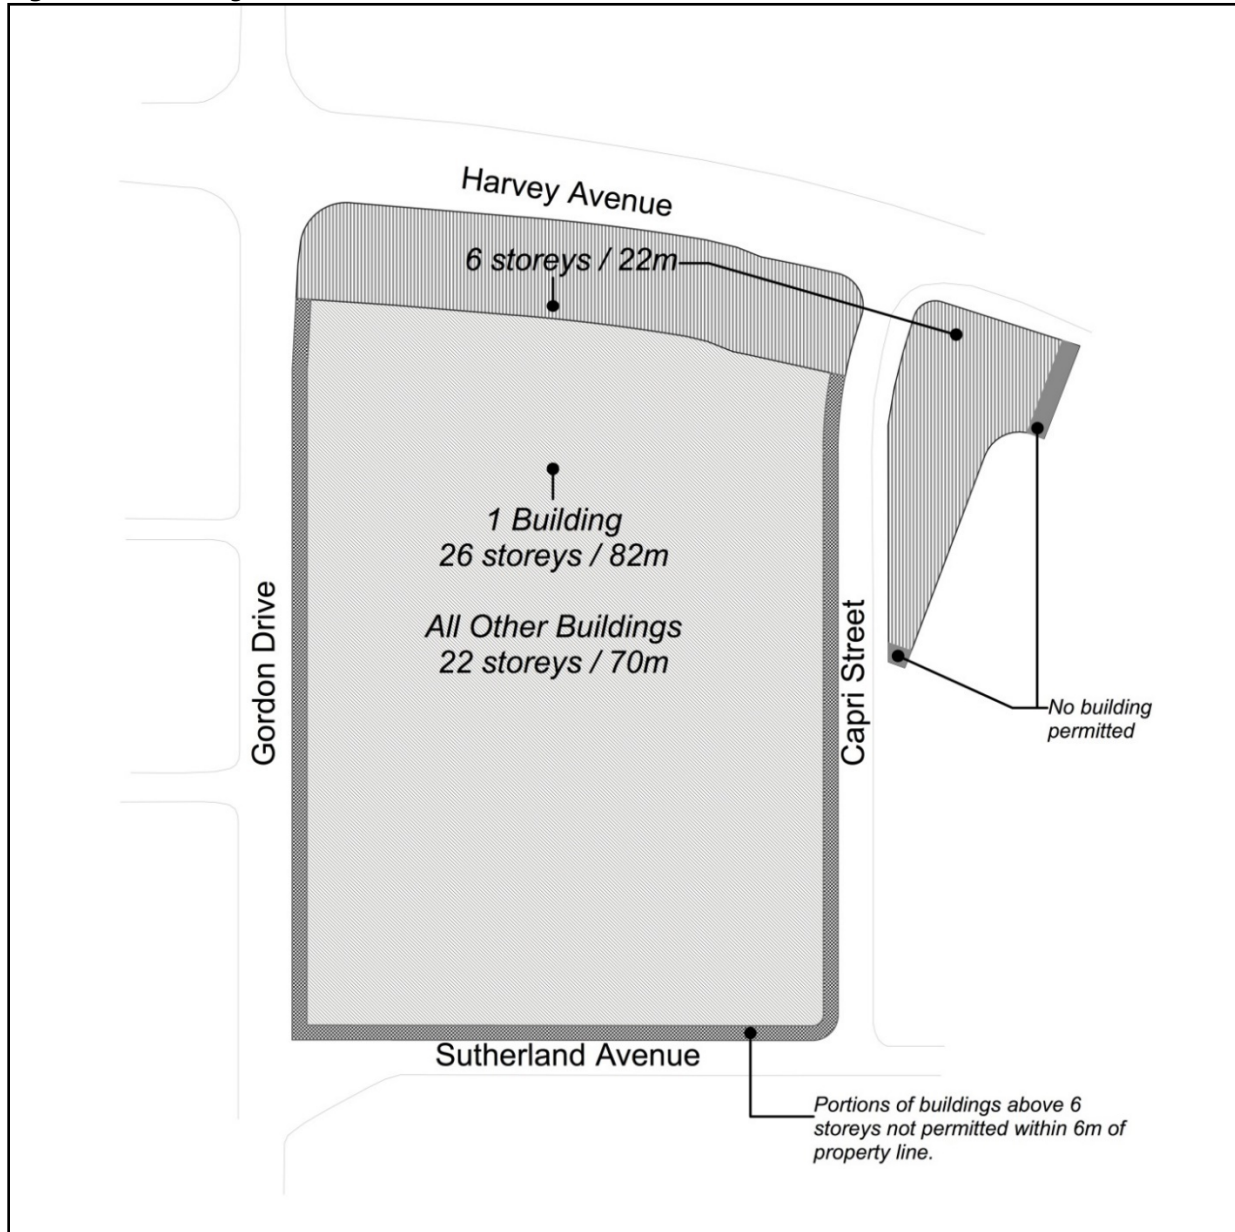 Harvey Avenue
6 storeys / 22m
1 Building
26 storeys / 82m
All Other Buildings
22 storeys / 70m
Gordon Drive
Capri Street
No building
permitted
Sutherland Avenue
Portions of buildings above 6
storeys not permitted within 6m of
property line.